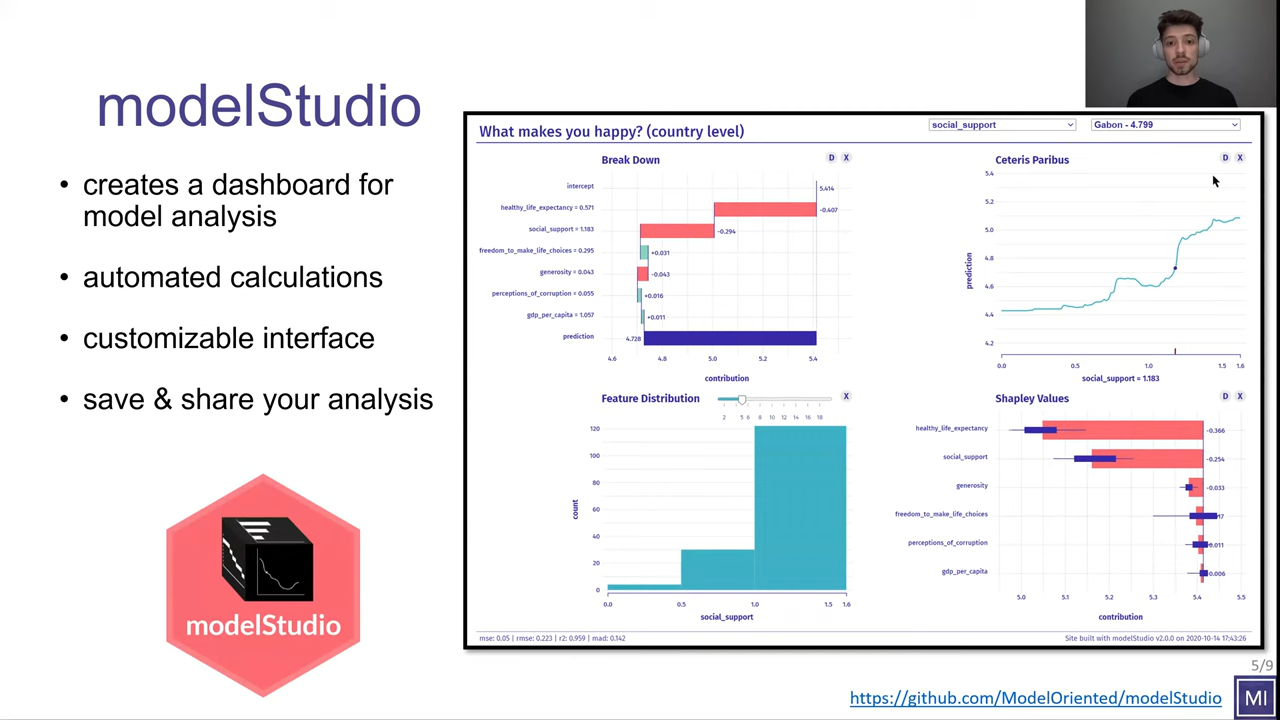 modelStudio
• creates a dashboard for
model analysis
• automated calculations
• customizable interface
• save & share your analysis
modelStudio
What makes you happy? (country level)
social_support
Gabon - 4.799
Break Down
D X
intercept
healthy_life_expectancy = 0.571
social_support = 1.183
freedom_to_make_life_choices = 0.295
generosity = 0.043
perceptions_of_corruption = 0.055
gdp_per_capita = 1.057
prediction
5.414
-0.407
-0.294
+0.031
-0.043
+0.016
+0.011
4.728
4.6 4.8 5.0 5.2 5.4
contribution
Ceteris Paribus
D X
prediction
5.4
5.2
5.0
4.8
4.6
4.4
4.2
0.0 0.5 1.0 1.5 1.6
social_support = 1.183
Feature Distribution
2 5 6 8 10 12 14 16 18
X
count
120
100
80
60
40
20
0
0.0 0.5 1.0 1.5 1.6
social_support
Shapley Values
D X
healthy_life_expectancy
social_support
generosity
freedom_to_make_life_choices
perceptions_of_corruption
gdp_per_capita
-0.366
-0.254
-0.033
0.011
0.006
5.0 5.1 5.2 5.3 5.4 5.5
contribution
mse: 0.05 | rmse: 0.223 | r2: 0.959 | mad: 0.142
Site built with modelStudio v2.0.0 on 2020-10-14 17:43:26
5/9
https://github.com/ModelOriented/modelStudio
MI